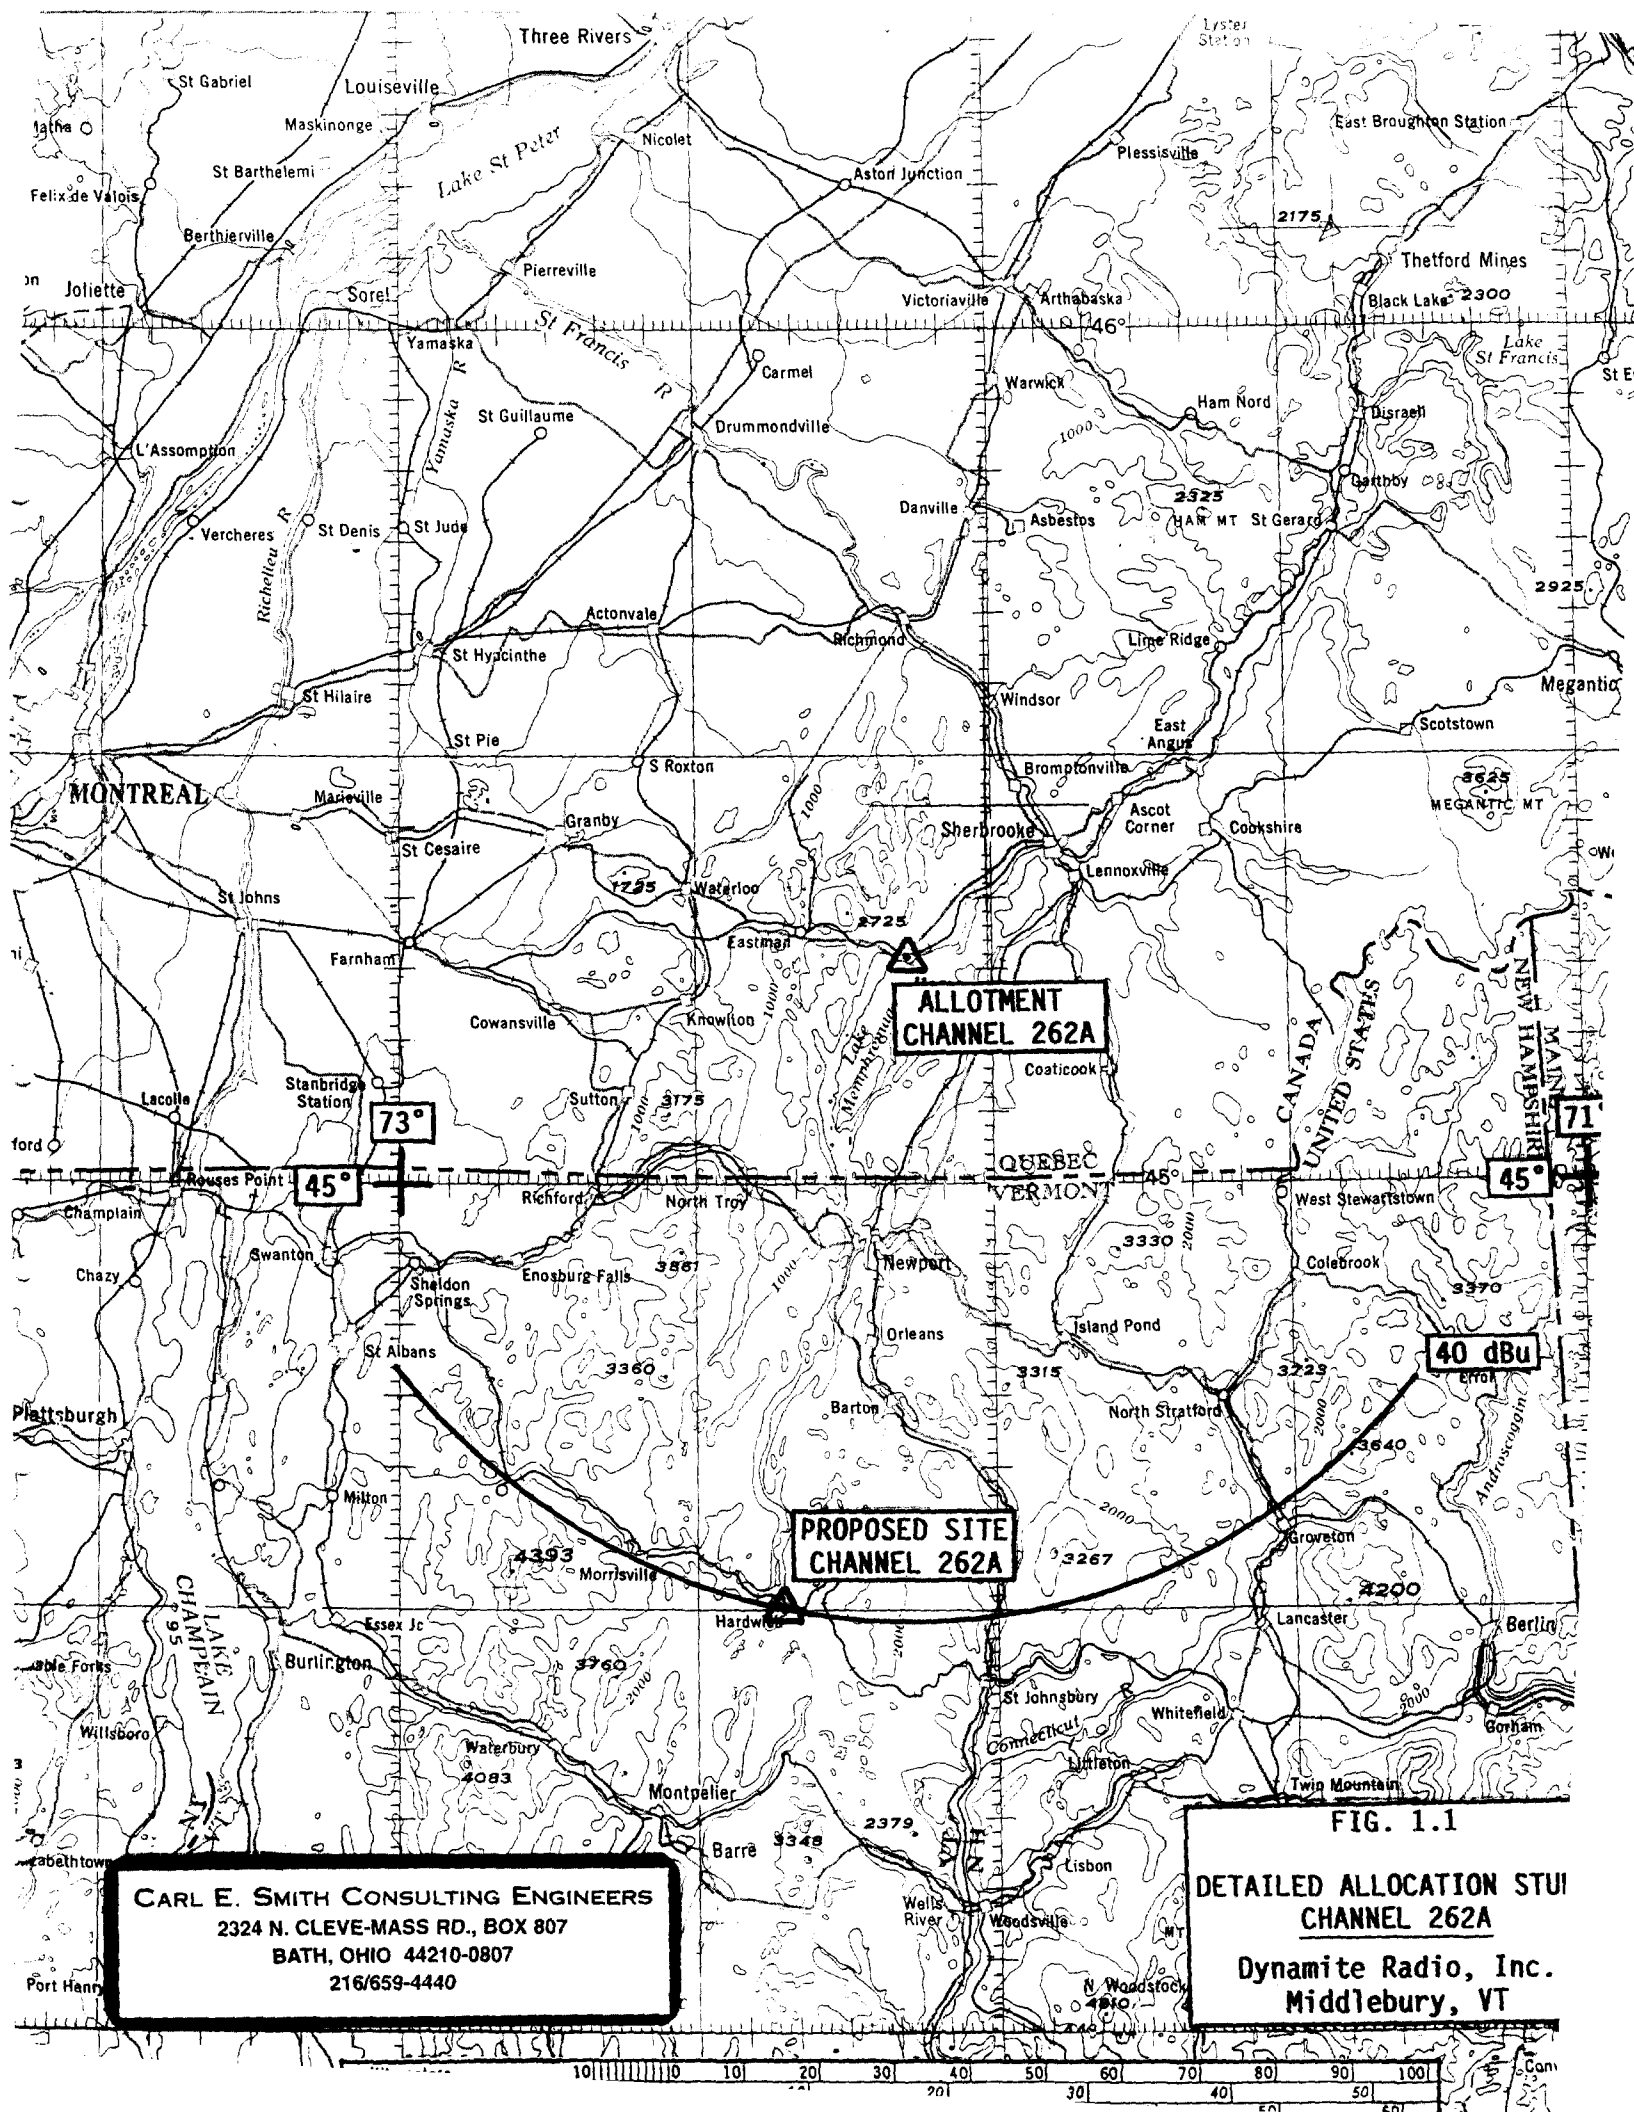 Three Rivers
Lyster
Station
St Gabriel
Louiseville
Maskinonge
East Broughton Station
Nicolet
Plessisville
St Barthelemi
Lake St Peter
Aston Junction
Felix de Valois
2175
Berthierville
Pierreville
Thetford Mines
Joliette
Sorel
Victoriaville
Arthabaska
Black Lake
2300
St Francis R
46°
Yamaska
Lake
St Francis
Carmel
Warwick
Yamaska R
St Guillaume
Ham Nord
Disraeli
1000
Drummondville
L'Assomption
Garthby
2325
HAM MT
St Gerard
Danville
Asbestos
Vercheres
Richelieu R
St Denis
St Jude
2925
Actonvale
Richmond
Lime Ridge
St Hyacinthe
St Hilaire
Windsor
Megantic
East
Angus
Scotstown
St Pie
S Roxton
Bromptonville
MONTREAL
Marieville
1000
3625
MEGANTIC MT
Granby
Sherbrooke
Ascot
Corner
Cookshire
St Cesaire
Lennoxville
1725
Waterloo
St Johns
2725
Eastman
Farnham
ALLOTMENT
CHANNEL 262A
1000
Cowansville
Knowlton
Lake
Memphremagog
CANADA
UNITED STATES
NEW HAMPSHIRE
MAINE
Coaticook
Stanbridge
Station
Lacolle
Sutton
1000
3175
73°
71°
QUEBEC
VERMONT
45°
Rouses Point
45°
45°
Richford
North Troy
West Stewartstown
Champlain
Swanton
3330
2000
Chazy
Enosburg Falls
3861
1000
Newport
Colebrook
Sheldon
Springs
3370
Orleans
Island Pond
St Albans
40 dBu
Errol
3360
3315
3723
Barton
North Stratford
2000
Plattsburgh
3640
Androscoggin
Milton
2000
PROPOSED SITE
CHANNEL 262A
4393
3267
Groveton
Morrisville
4200
Hardwick
Lancaster
Berlin
Essex Jc
LAKE
CHAMPLAIN
95
Burlington
3760
2000
2000
St Johnsbury
Connecticut R
Whitefield
2000
Gorham
Willsboro
Waterbury
4083
Littleton
Montpelier
Twin Mountain
2379
3348
Barre
VT
N H
Lisbon
Wells
River
Woodsville
MT
Port Henry
N. Woodstock
4810
FIG. 1.1
DETAILED ALLOCATION STU
CHANNEL 262A
Dynamite Radio, Inc.
Middlebury, VT
CARL E. SMITH CONSULTING ENGINEERS
2324 N. CLEVE-MASS RD., BOX 807
BATH, OHIO 44210-0807
216/659-4440
10 0 10 20 30 40 50 60 70 80 90 100
20 30 40 50